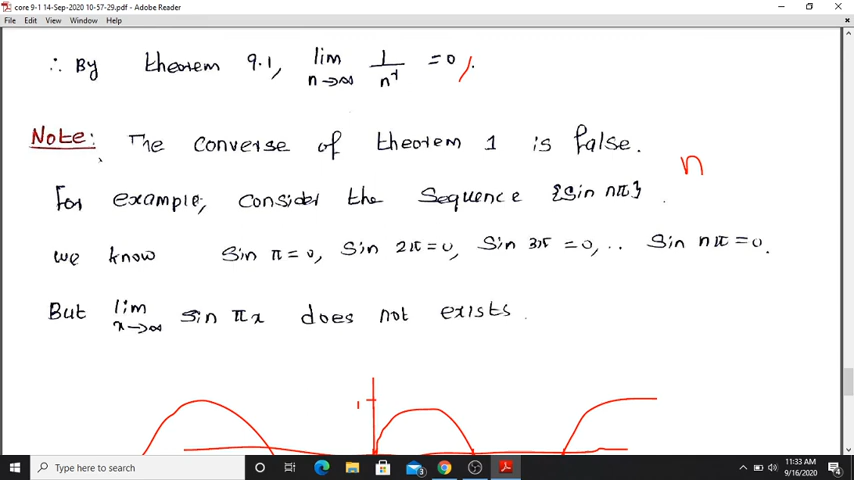 core 9-1 14-Sep-2020 10-57-29.pdf - Adobe Reader
File Edit View Window Help
∴ By theorem 9.1, lim n→∞ 1/n^r = 0
Note: The converse of theorem 1 is false.
n
For example, consider the sequence {sin nπ}.
we know sin π = 0, sin 2π = 0, sin 3π = 0, .. sin nπ = 0.
But lim x→∞ sin πx does not exists.
1
Type here to search
3
11:33 AM
9/16/2020
4